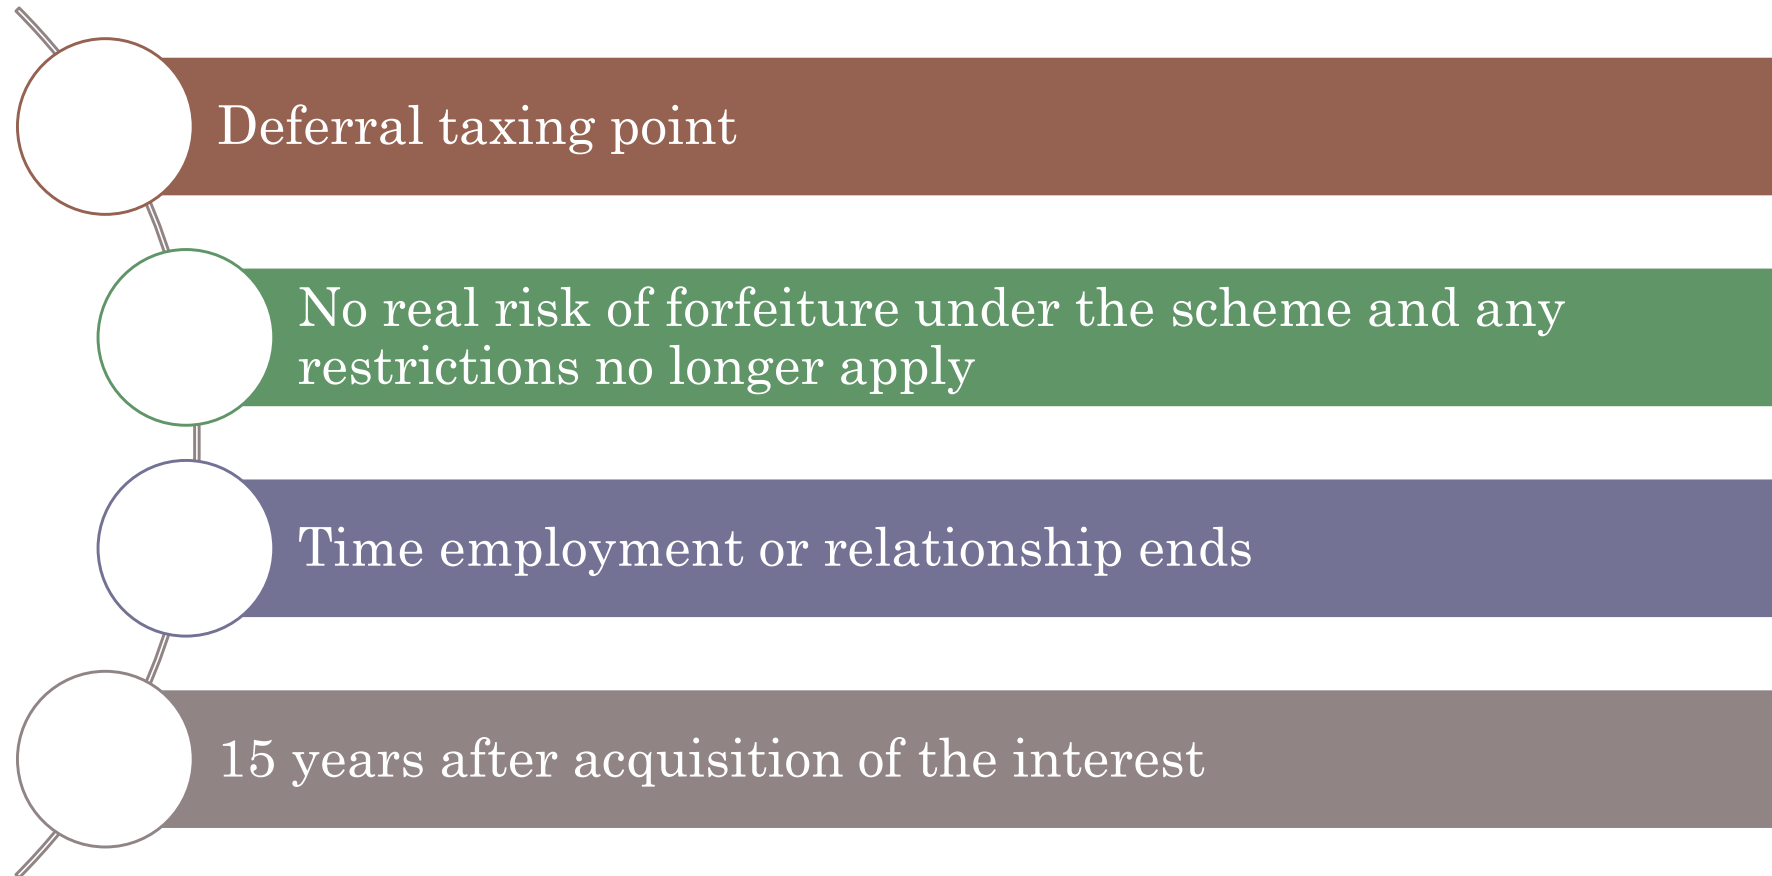 Deferral taxing point
No real risk of forfeiture under the scheme and any
restrictions no longer apply
Time employment or relationship ends
15 years after acquisition of the interest